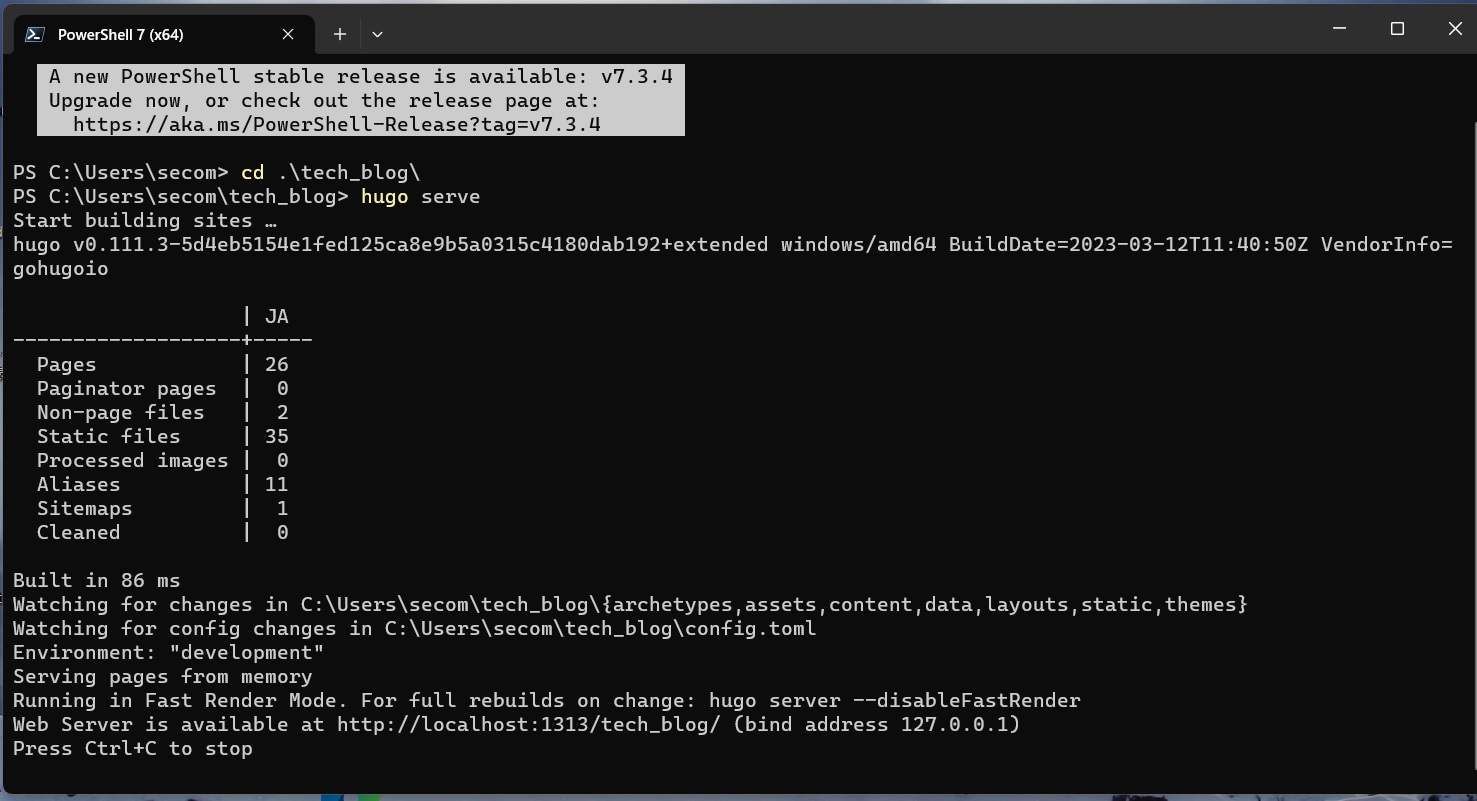 PowerShell 7 (x64)
A new PowerShell stable release is available: v7.3.4
Upgrade now, or check out the release page at:
https://aka.ms/PowerShell-Release?tag=v7.3.4
PS C:\Users\secom> cd .\tech_blog\
PS C:\Users\secom\tech_blog> hugo serve
Start building sites …
hugo v0.111.3-5d4eb5154e1fed125ca8e9b5a0315c4180dab192+extended windows/amd64 BuildDate=2023-03-12T11:40:50Z VendorInfo=
gohugoio
                   | JA
-------------------+-----
  Pages            | 26
  Paginator pages  |  0
  Non-page files   |  2
  Static files     | 35
  Processed images |  0
  Aliases          | 11
  Sitemaps         |  1
  Cleaned          |  0
Built in 86 ms
Watching for changes in C:\Users\secom\tech_blog\{archetypes,assets,content,data,layouts,static,themes}
Watching for config changes in C:\Users\secom\tech_blog\config.toml
Environment: "development"
Serving pages from memory
Running in Fast Render Mode. For full rebuilds on change: hugo server --disableFastRender
Web Server is available at http://localhost:1313/tech_blog/ (bind address 127.0.0.1)
Press Ctrl+C to stop